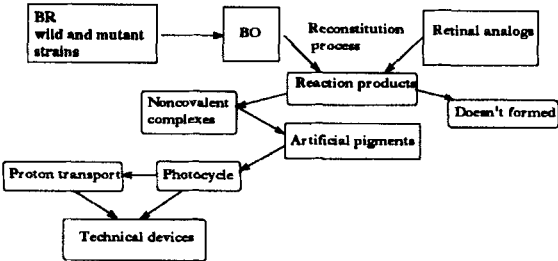 BR
wild and mutant
strains
BO
Reconstitution
process
Retinal analogs
Reaction products
Noncovalent
complexes
Doesn't formed
Artificial pigments
Proton transport
Photocycle
Technical devices